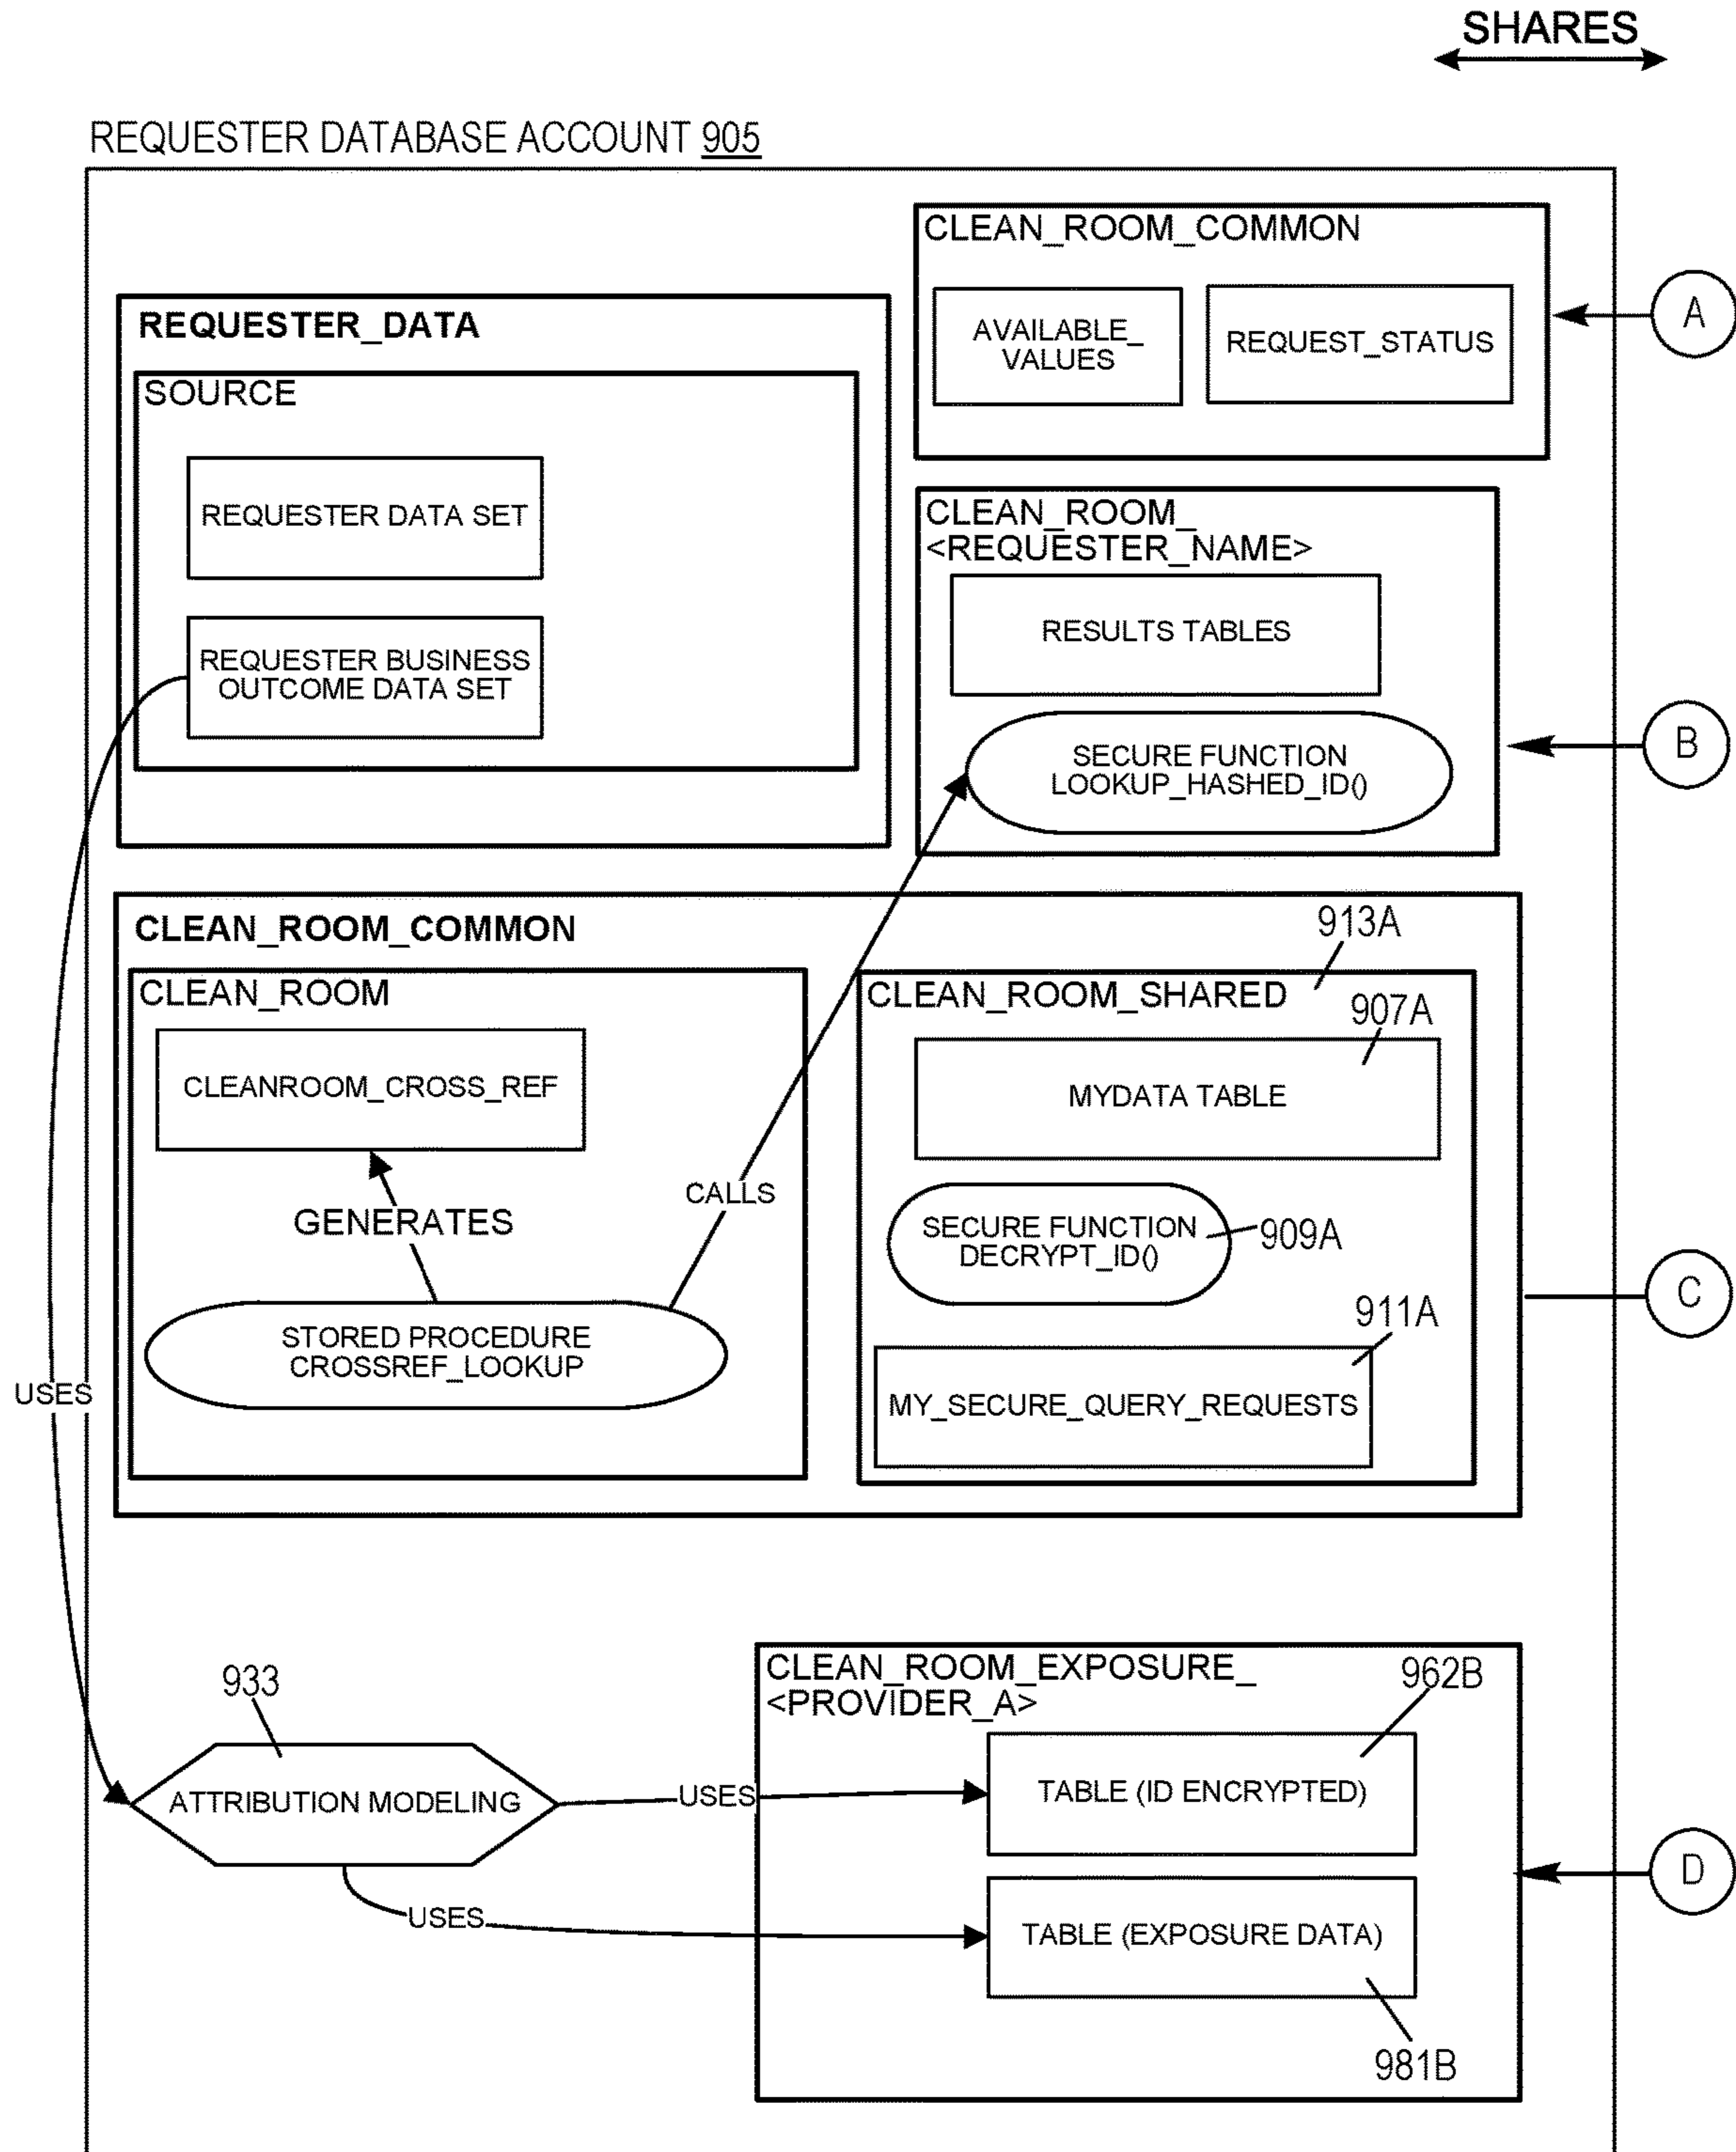 SHARES
REQUESTER DATABASE ACCOUNT 905
CLEAN_ROOM_COMMON
AVAILABLE_
VALUES
REQUEST_STATUS
A
REQUESTER_DATA
SOURCE
REQUESTER DATA SET
REQUESTER BUSINESS
OUTCOME DATA SET
CLEAN_ROOM_
<REQUESTER_NAME>
RESULTS TABLES
SECURE FUNCTION
LOOKUP_HASHED_ID()
B
CLEAN_ROOM_COMMON
913A
CLEAN_ROOM
CLEANROOM_CROSS_REF
GENERATES
CALLS
STORED PROCEDURE
CROSSREF_LOOKUP
CLEAN_ROOM_SHARED
907A
MYDATA TABLE
SECURE FUNCTION
DECRYPT_ID()
909A
911A
MY_SECURE_QUERY_REQUESTS
C
USES
933
ATTRIBUTION MODELING
USES
USES
CLEAN_ROOM_EXPOSURE_
<PROVIDER_A>
962B
TABLE (ID ENCRYPTED)
TABLE (EXPOSURE DATA)
981B
D